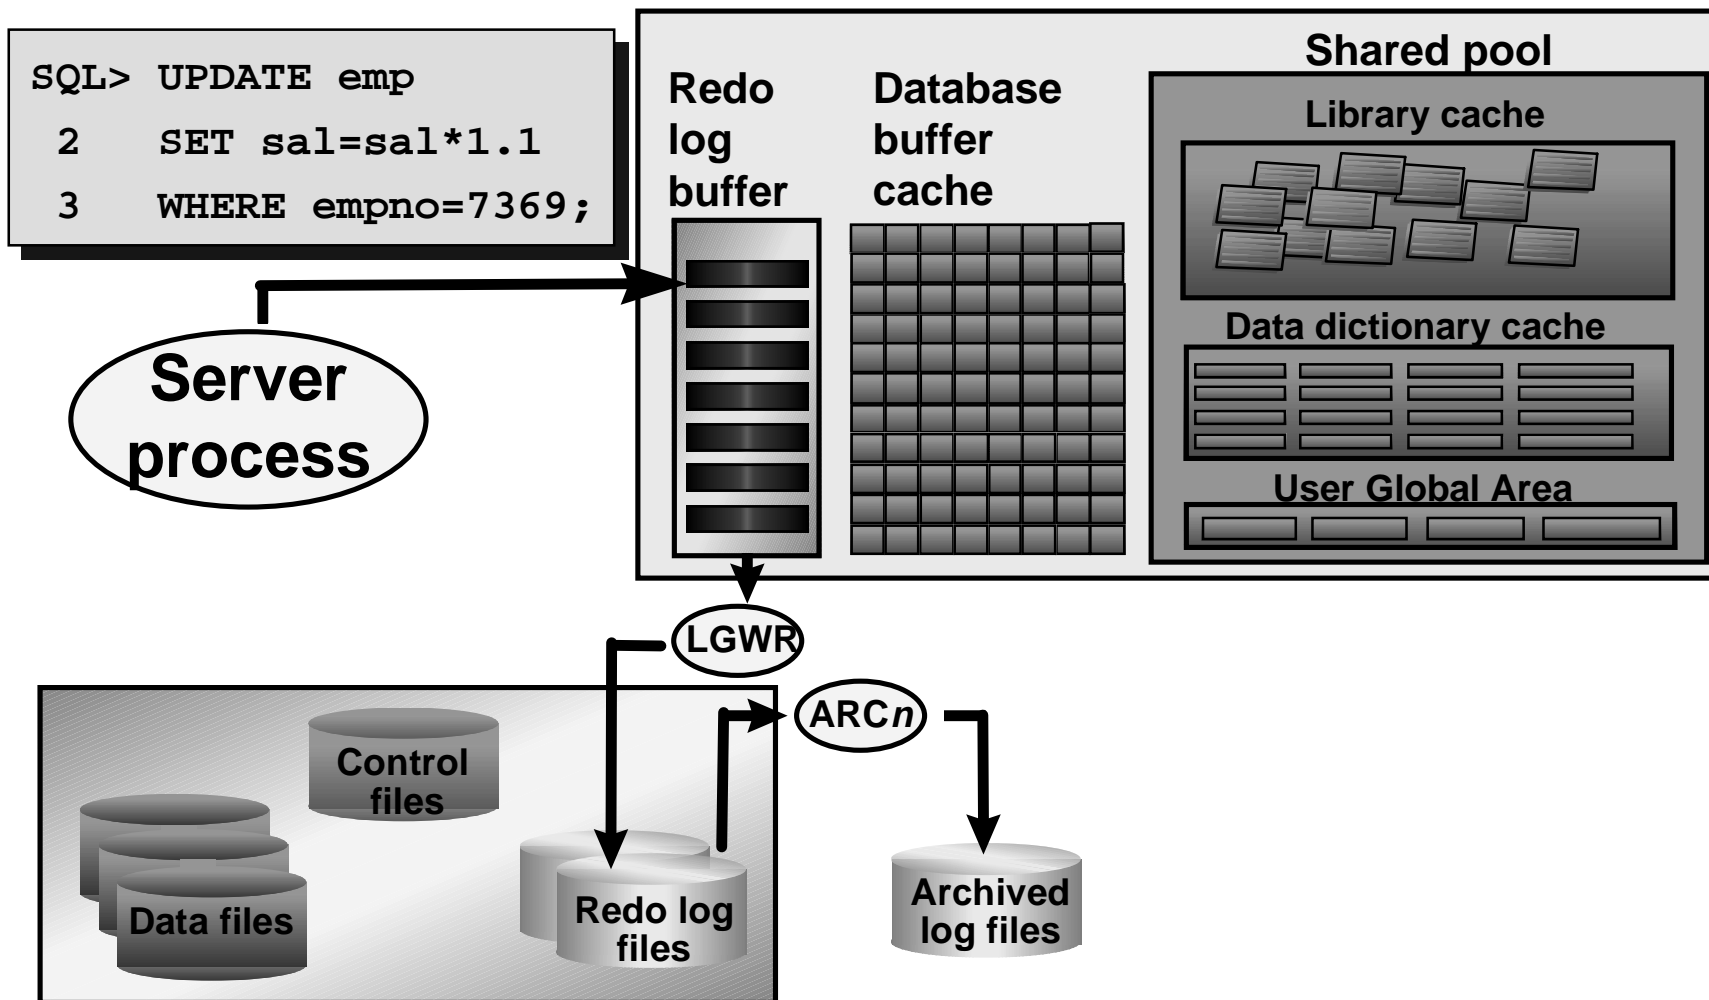 SQL> UPDATE emp
2 SET sal=sal*1.1
3 WHERE empno=7369;
Server
process
Redo
log
buffer
Database
buffer
cache
Shared pool
Library cache
Data dictionary cache
User Global Area
LGWR
ARCn
Control
files
Data files
Redo log
files
Archived
log files